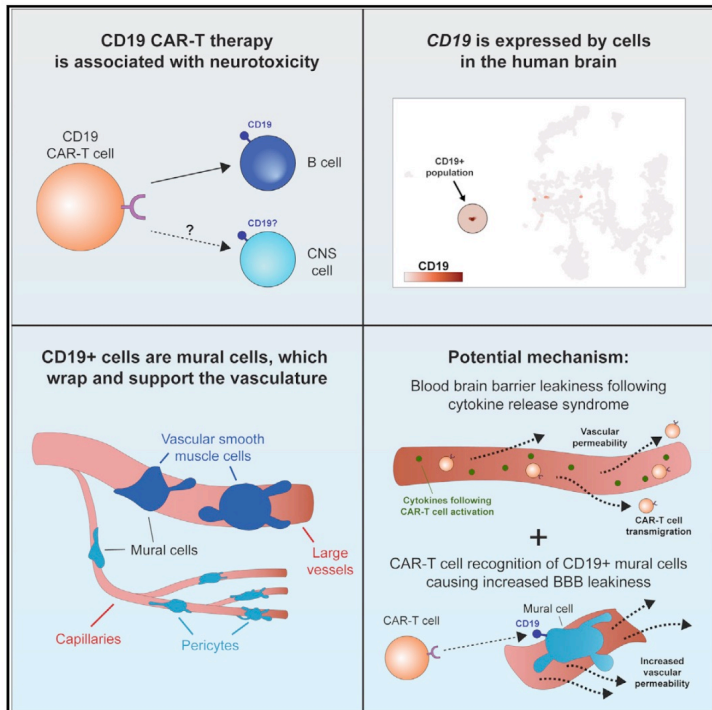 CD19 CAR-T therapy
is associated with neurotoxicity
CD19
CAR-T cell
CD19
B cell
?
CD19?
CNS
cell
CD19 is expressed by cells
in the human brain
CD19+
population
CD19
CD19+ cells are mural cells, which
wrap and support the vasculature
Vascular smooth
muscle cells
Mural cells
Large
vessels
Capillaries
Pericytes
Potential mechanism:
Blood brain barrier leakiness following
cytokine release syndrome
Vascular
permeability
Cytokines following
CAR-T cell activation
CAR-T cell
transmigration
+
CAR-T cell recognition of CD19+ mural cells
causing increased BBB leakiness
CAR-T cell
Mural cell
CD19
Increased
vascular
permeability